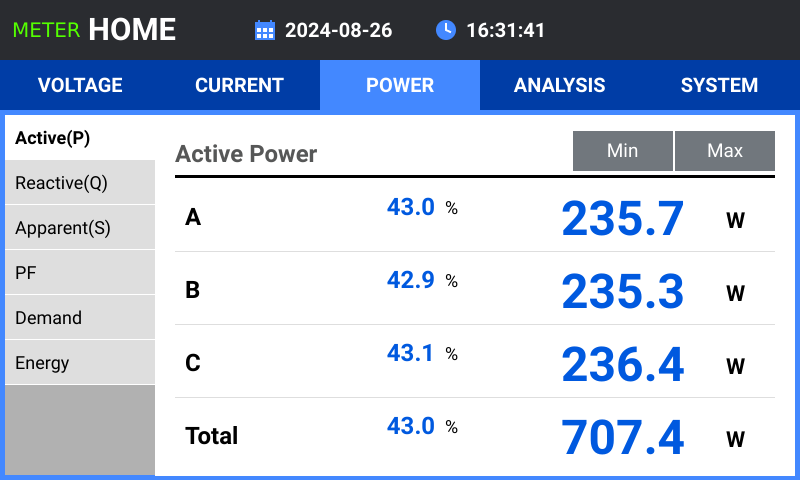 METER HOME 2024-08-26 16:31:41
VOLTAGE CURRENT POWER ANALYSIS SYSTEM
Active(P)
Reactive(Q)
Apparent(S)
PF
Demand
Energy
Active Power Min Max
A 43.0 % 235.7 W
B 42.9 % 235.3 W
C 43.1 % 236.4 W
Total 43.0 % 707.4 W